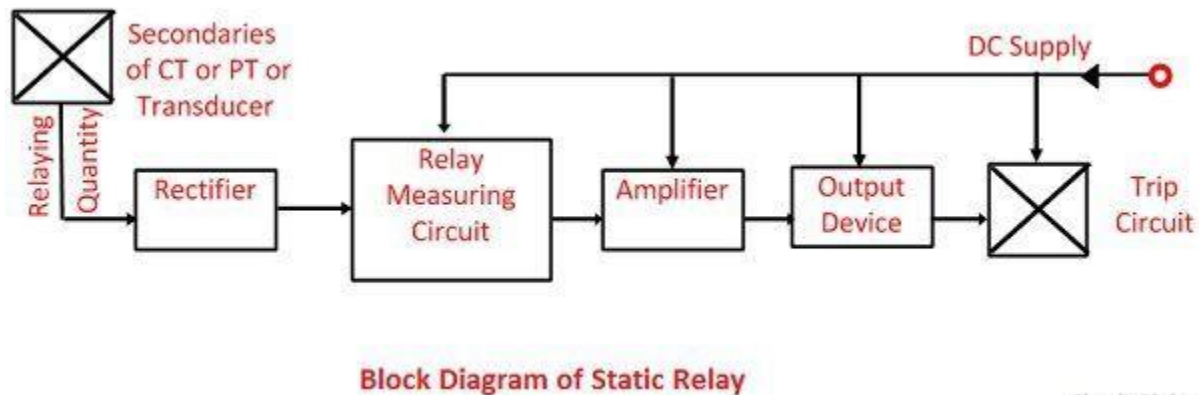 Secondaries
of CT or PT or
Transducer
DC Supply
Relaying
Quantity
Rectifier
Relay
Measuring
Circuit
Amplifier
Output
Device
Trip
Circuit
Block Diagram of Static Relay